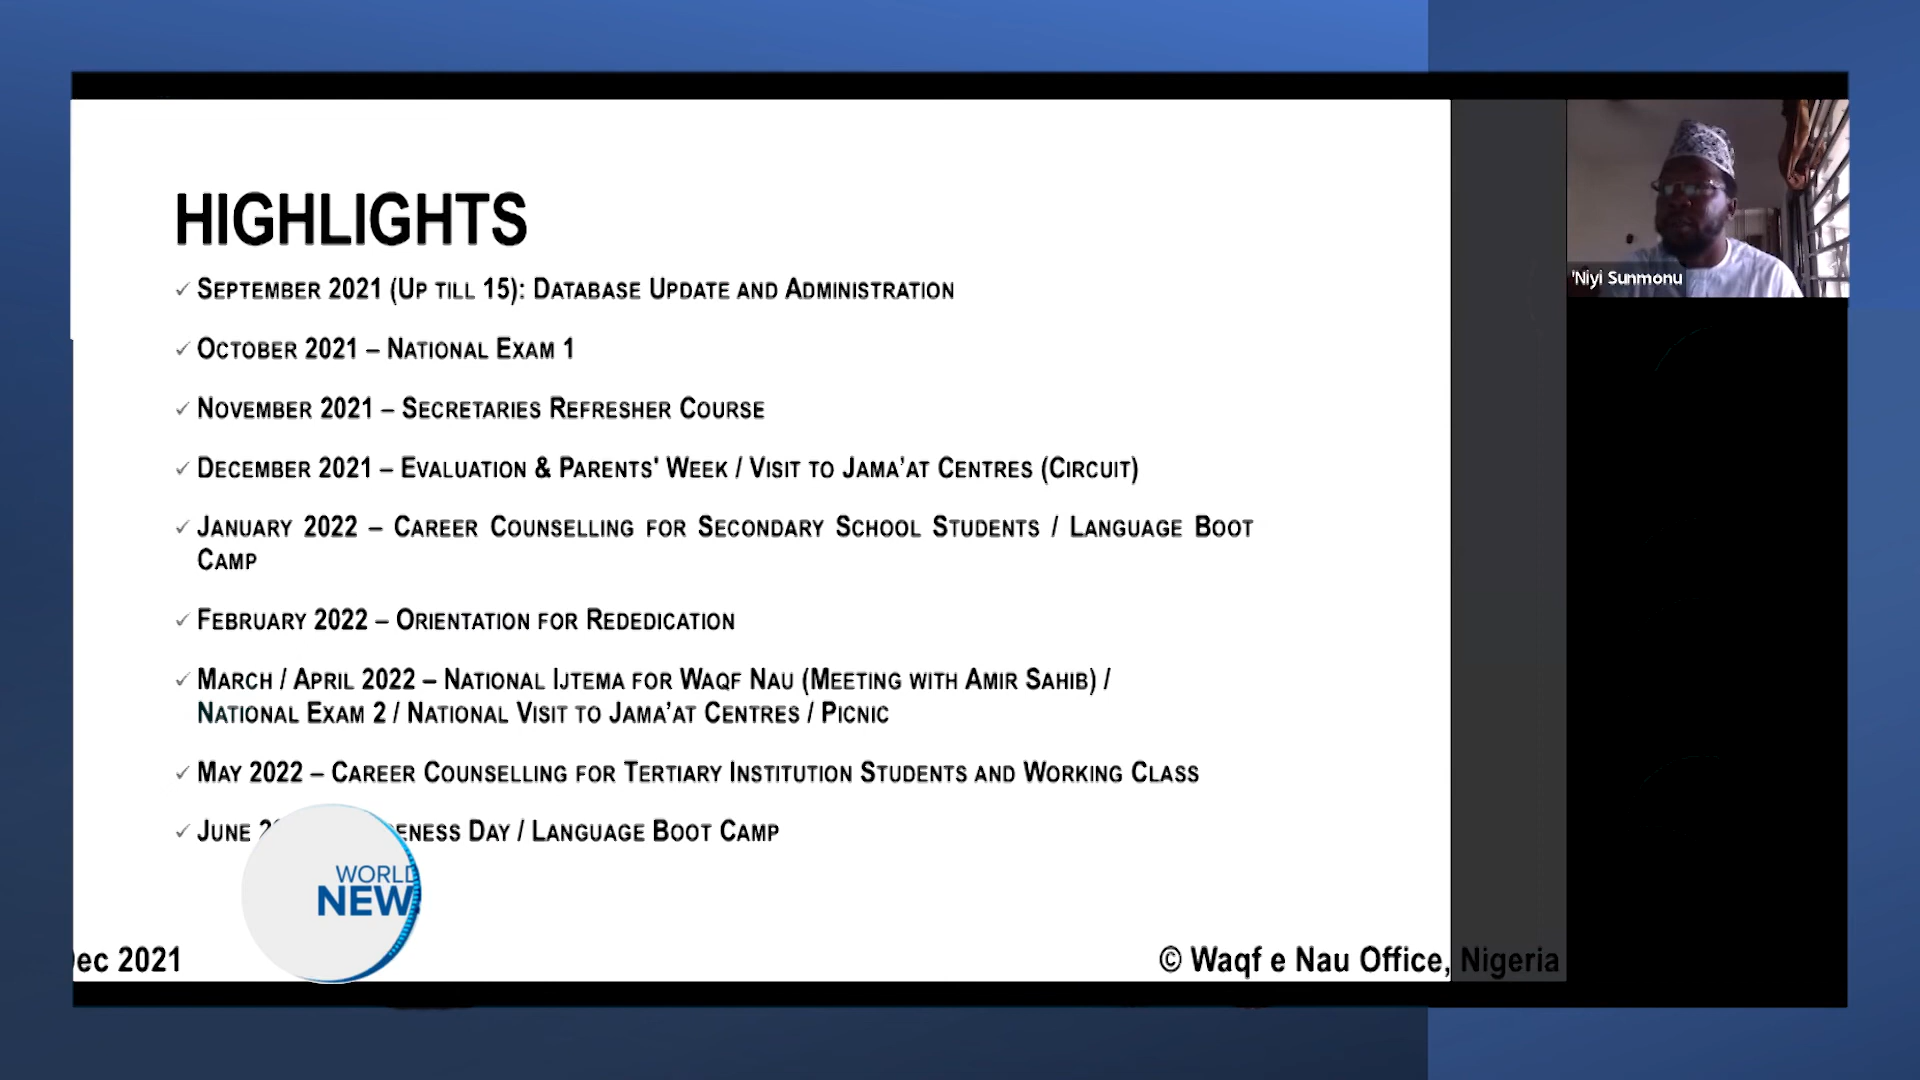 HIGHLIGHTS
✓ SEPTEMBER 2021 (UP TILL 15): DATABASE UPDATE AND ADMINISTRATION
✓ OCTOBER 2021 – NATIONAL EXAM 1
✓ NOVEMBER 2021 – SECRETARIES REFRESHER COURSE
✓ DECEMBER 2021 – EVALUATION & PARENTS' WEEK / VISIT TO JAMA’AT CENTRES (CIRCUIT)
✓ JANUARY 2022 – CAREER COUNSELLING FOR SECONDARY SCHOOL STUDENTS / LANGUAGE BOOT
CAMP
✓ FEBRUARY 2022 – ORIENTATION FOR REDEDICATION
✓ MARCH / APRIL 2022 – NATIONAL IJTEMA FOR WAQF NAU (MEETING WITH AMIR SAHIB) /
NATIONAL EXAM 2 / NATIONAL VISIT TO JAMA’AT CENTRES / PICNIC
✓ MAY 2022 – CAREER COUNSELLING FOR TERTIARY INSTITUTION STUDENTS AND WORKING CLASS
✓ JUNE DAY / LANGUAGE BOOT CAMP
2021
© Waqf e Nau Office, Nigeria
'Niyi Sunmonu
WORLD
NEW